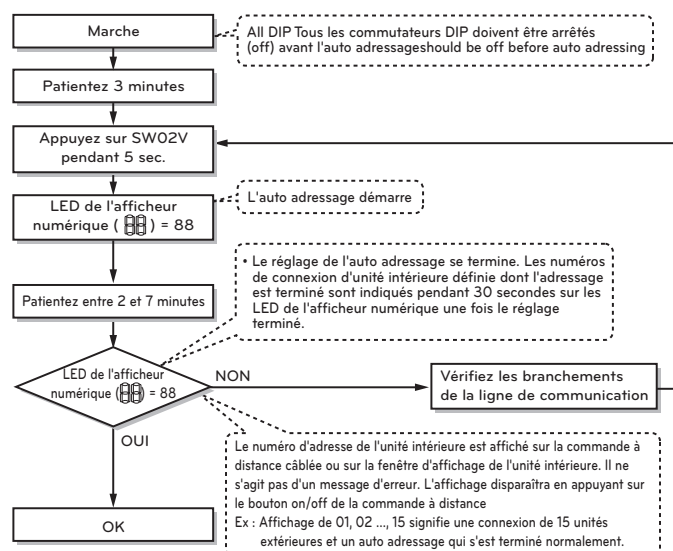 Marche
All DIP Tous les commutateurs DIP doivent être arrêtés
(off) avant l'auto adressageshould be off before auto adressing
Patientez 3 minutes
Appuyez sur SW02V
pendant 5 sec.
LED de l'afficheur
numérique ( 88 ) = 88
L'auto adressage démarre
• Le réglage de l'auto adressage se termine. Les numéros
de connexion d'unité intérieure définie dont l'adressage
est terminé sont indiqués pendant 30 secondes sur les
LED de l'afficheur numérique une fois le réglage
terminé.
Patientez entre 2 et 7 minutes
LED de l'afficheur
numérique (88) = 88
NON
Vérifiez les branchements
de la ligne de communication
OUI
Le numéro d'adresse de l'unité intérieure est affiché sur la commande à
distance câblée ou sur la fenêtre d'affichage de l'unité intérieure. Il ne
s'agit pas d'un message d'erreur. L'affichage disparaîtra en appuyant sur
le bouton on/off de la commande à distance
Ex : Affichage de 01, 02 ..., 15 signifie une connexion de 15 unités
extérieures et un auto adressage qui s'est terminé normalement.
OK